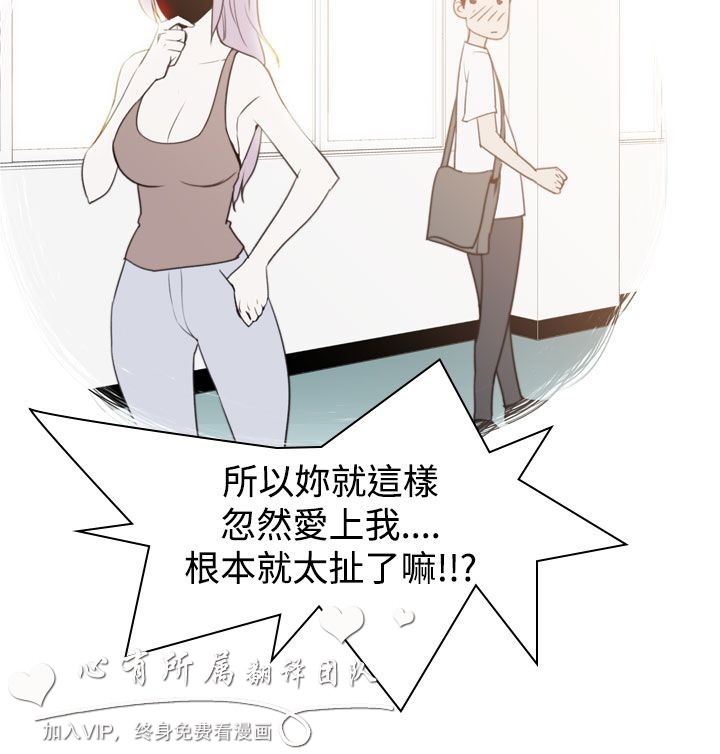 所以妳就這樣
忽然愛上我....
根本就太扯了嘛!!?
心有所属翻译团队
加入VIP，终身免费看漫画